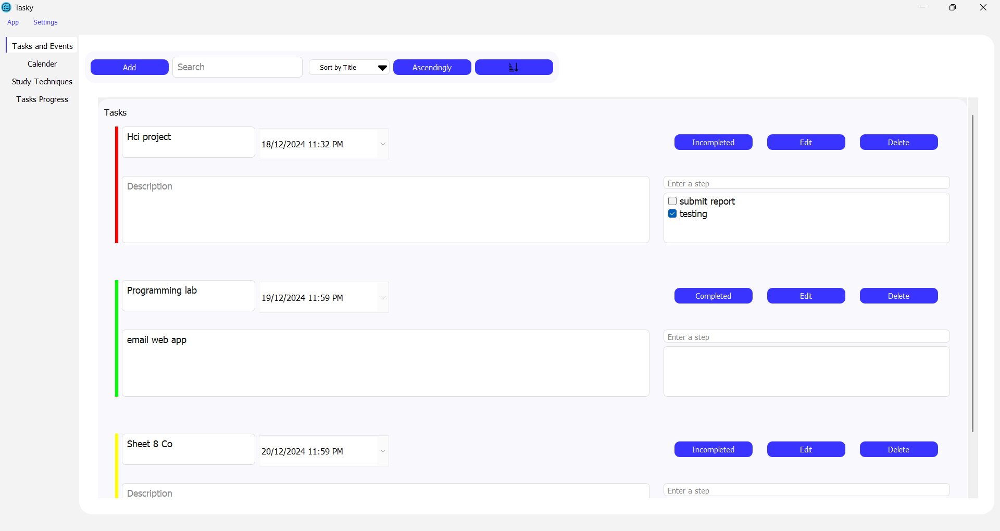 Tasky
App Settings
Tasks and Events
Calender
Study Techniques
Tasks Progress
Add Search Sort by Title Ascendingly
Tasks
Hci project 18/12/2024 11:32 PM Incompleted Edit Delete
Description Enter a step
submit report
testing
Programming lab 19/12/2024 11:59 PM Completed Edit Delete
email web app Enter a step
Sheet 8 Co 20/12/2024 11:59 PM Incompleted Edit Delete
Description Enter a step